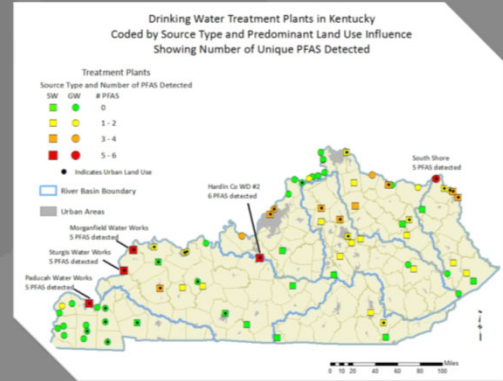 Drinking Water Treatment Plants in Kentucky
Coded by Source Type and Predominant Land Use Influence
Showing Number of Unique PFAS Detected
Treatment Plants
Source Type and Number of PFAS Detected
SW GW # PFAS
0
1 - 2
3 - 4
5 - 6
Indicates Urban Land Use
River Basin Boundary
Urban Areas
South Shore
5 PFAS detected
Hardin Co WD #2
6 PFAS detected
Morganfield Water Works
5 PFAS detected
Sturgis Water Works
5 PFAS detected
Paducah Water Works
5 PFAS detected
Miles
0 10 20 40 60 80 100